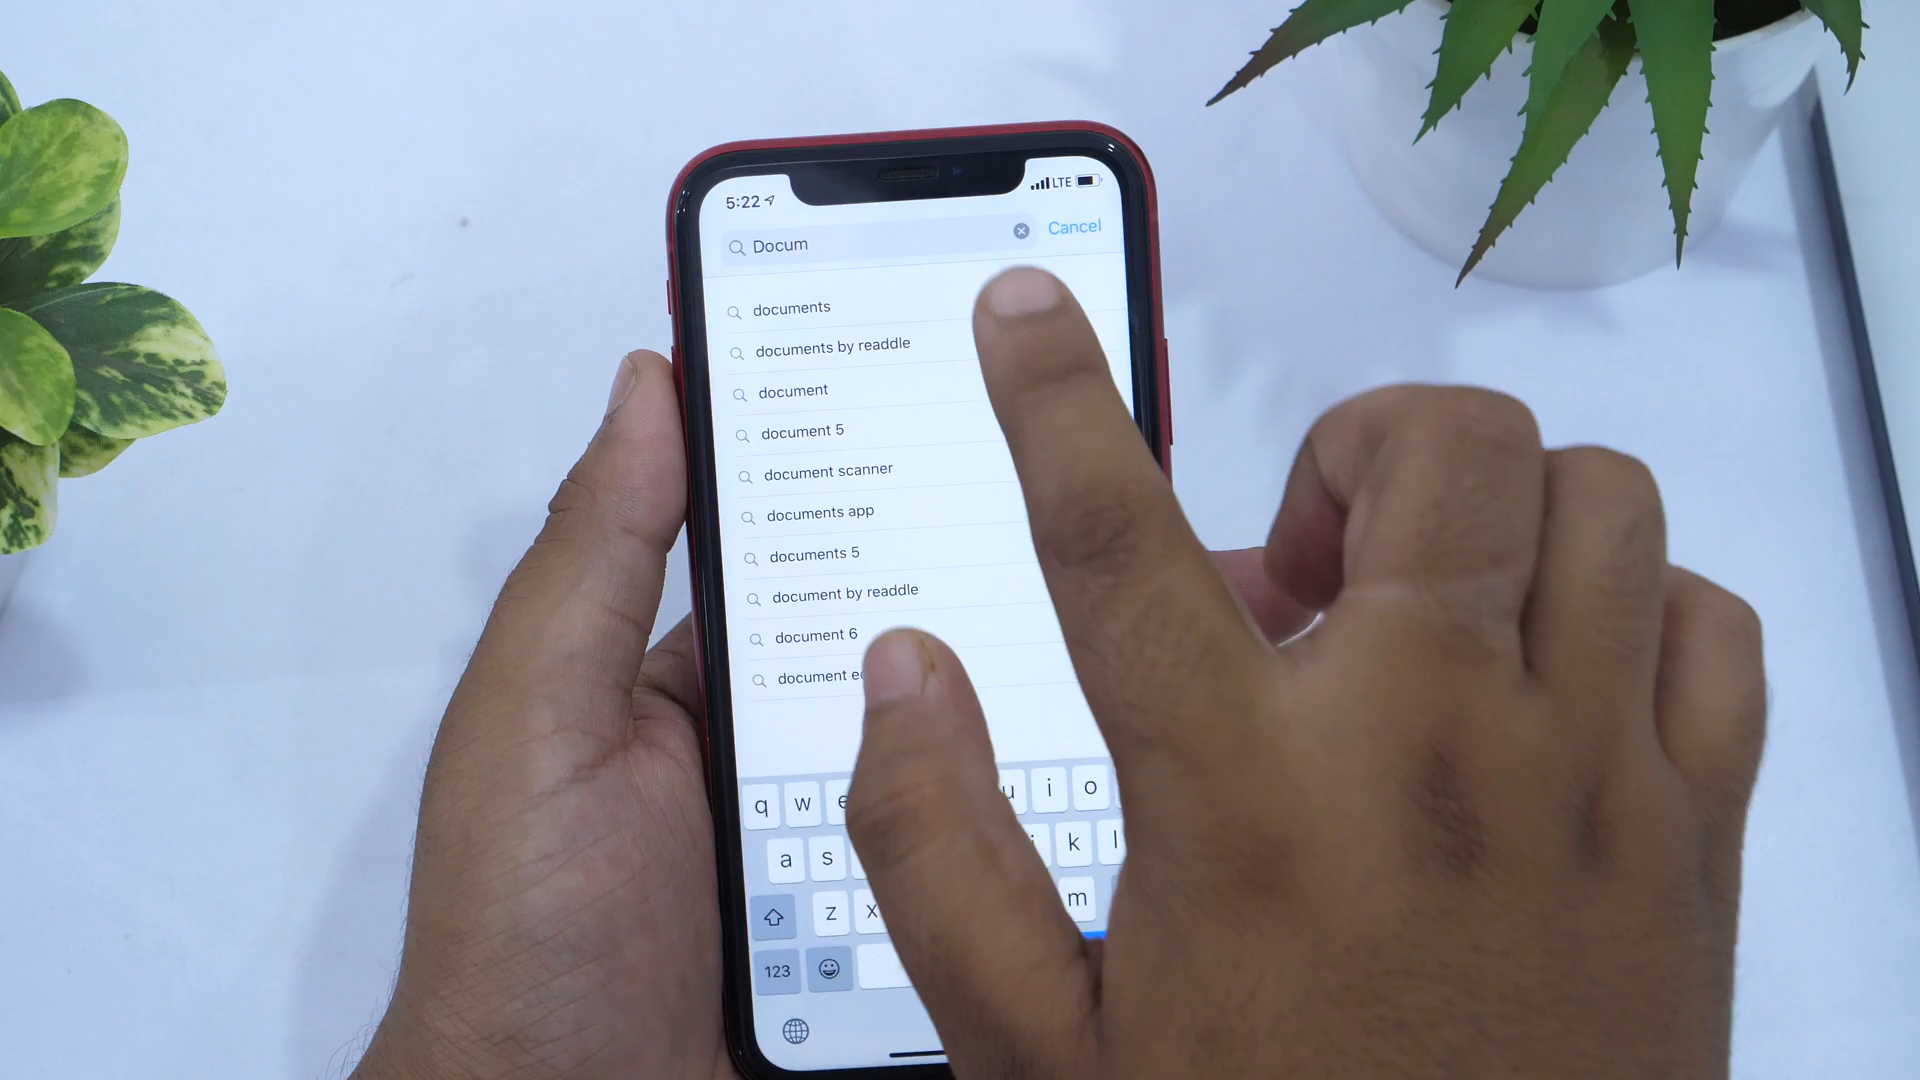 5:22
LTE
Docum
Cancel
documents
documents by readdle
document
document 5
document scanner
documents app
documents 5
document by readdle
document 6
document
q w e u i o
a s k l
z x m
123